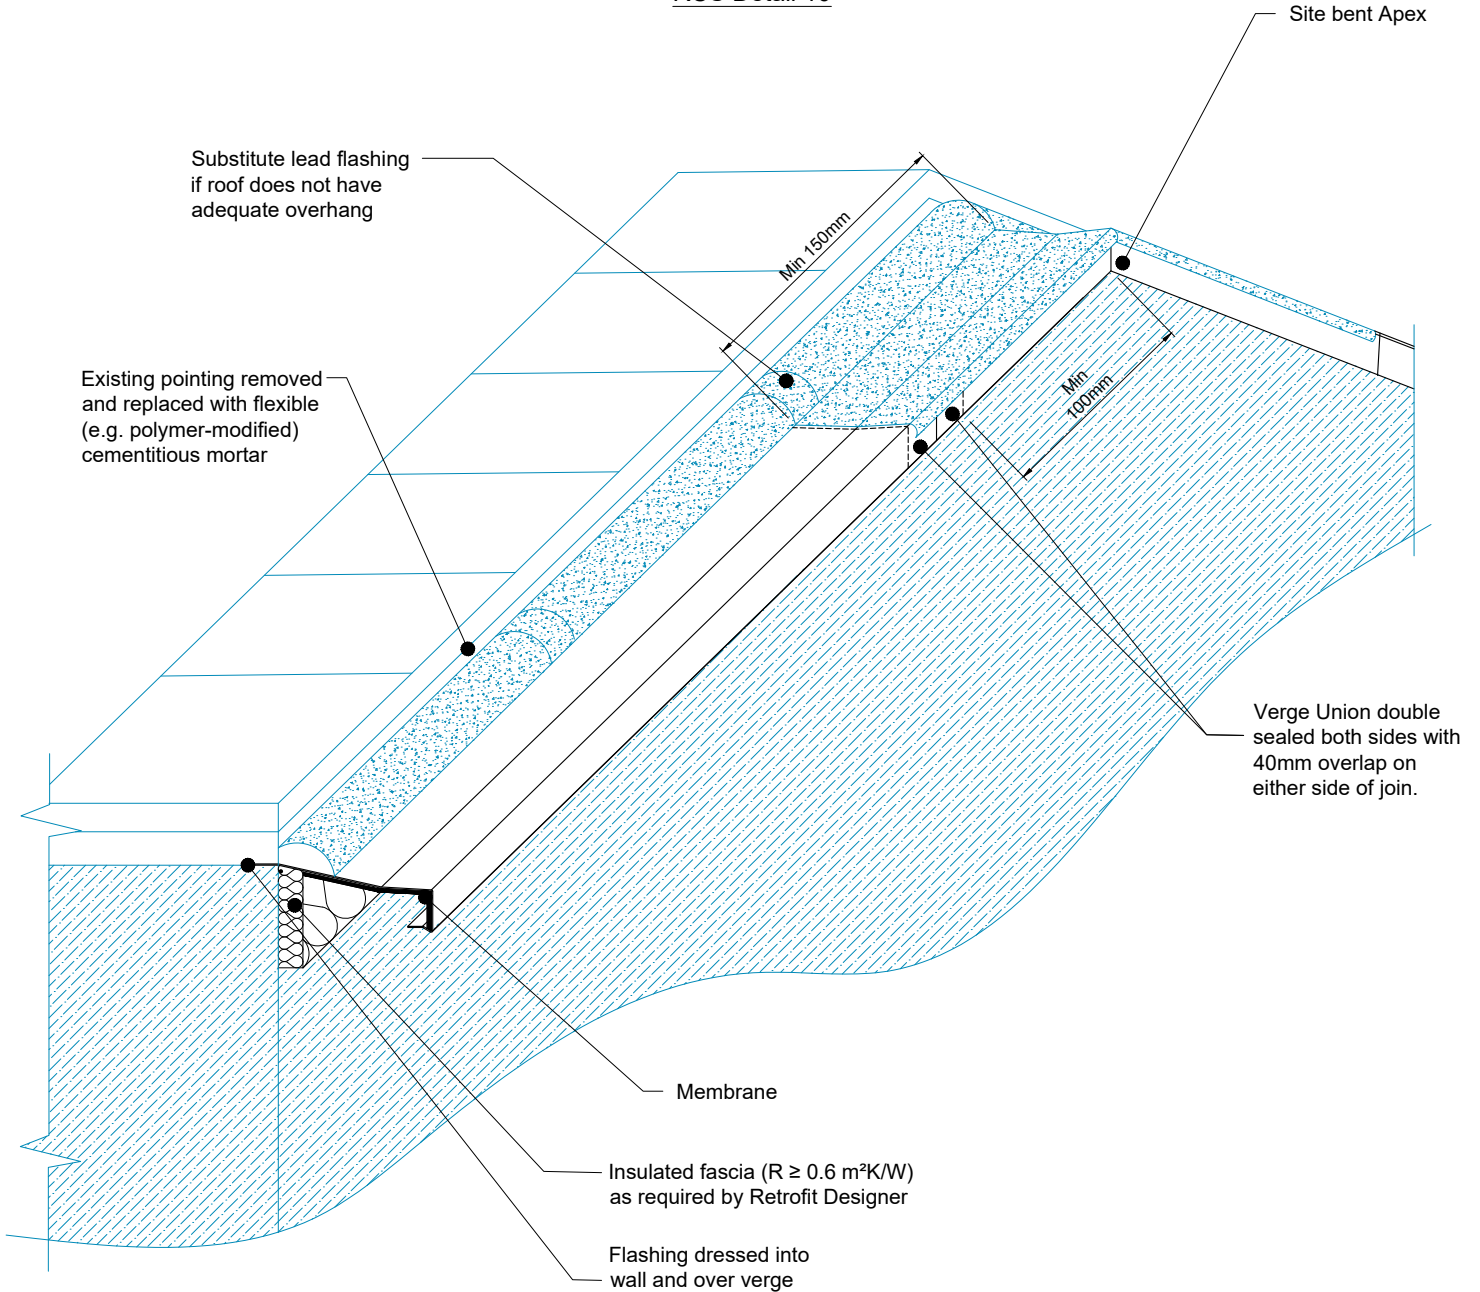 Site bent Apex
Substitute lead flashing
if roof does not have
adequate overhang
Min 150mm
Existing pointing removed
and replaced with flexible
(e.g. polymer-modified)
cementitious mortar
Min
100mm
Verge Union double
sealed both sides with
40mm overlap on
either side of join.
Membrane
Insulated fascia (R ≥ 0.6 m²K/W)
as required by Retrofit Designer
Flashing dressed into
wall and over verge